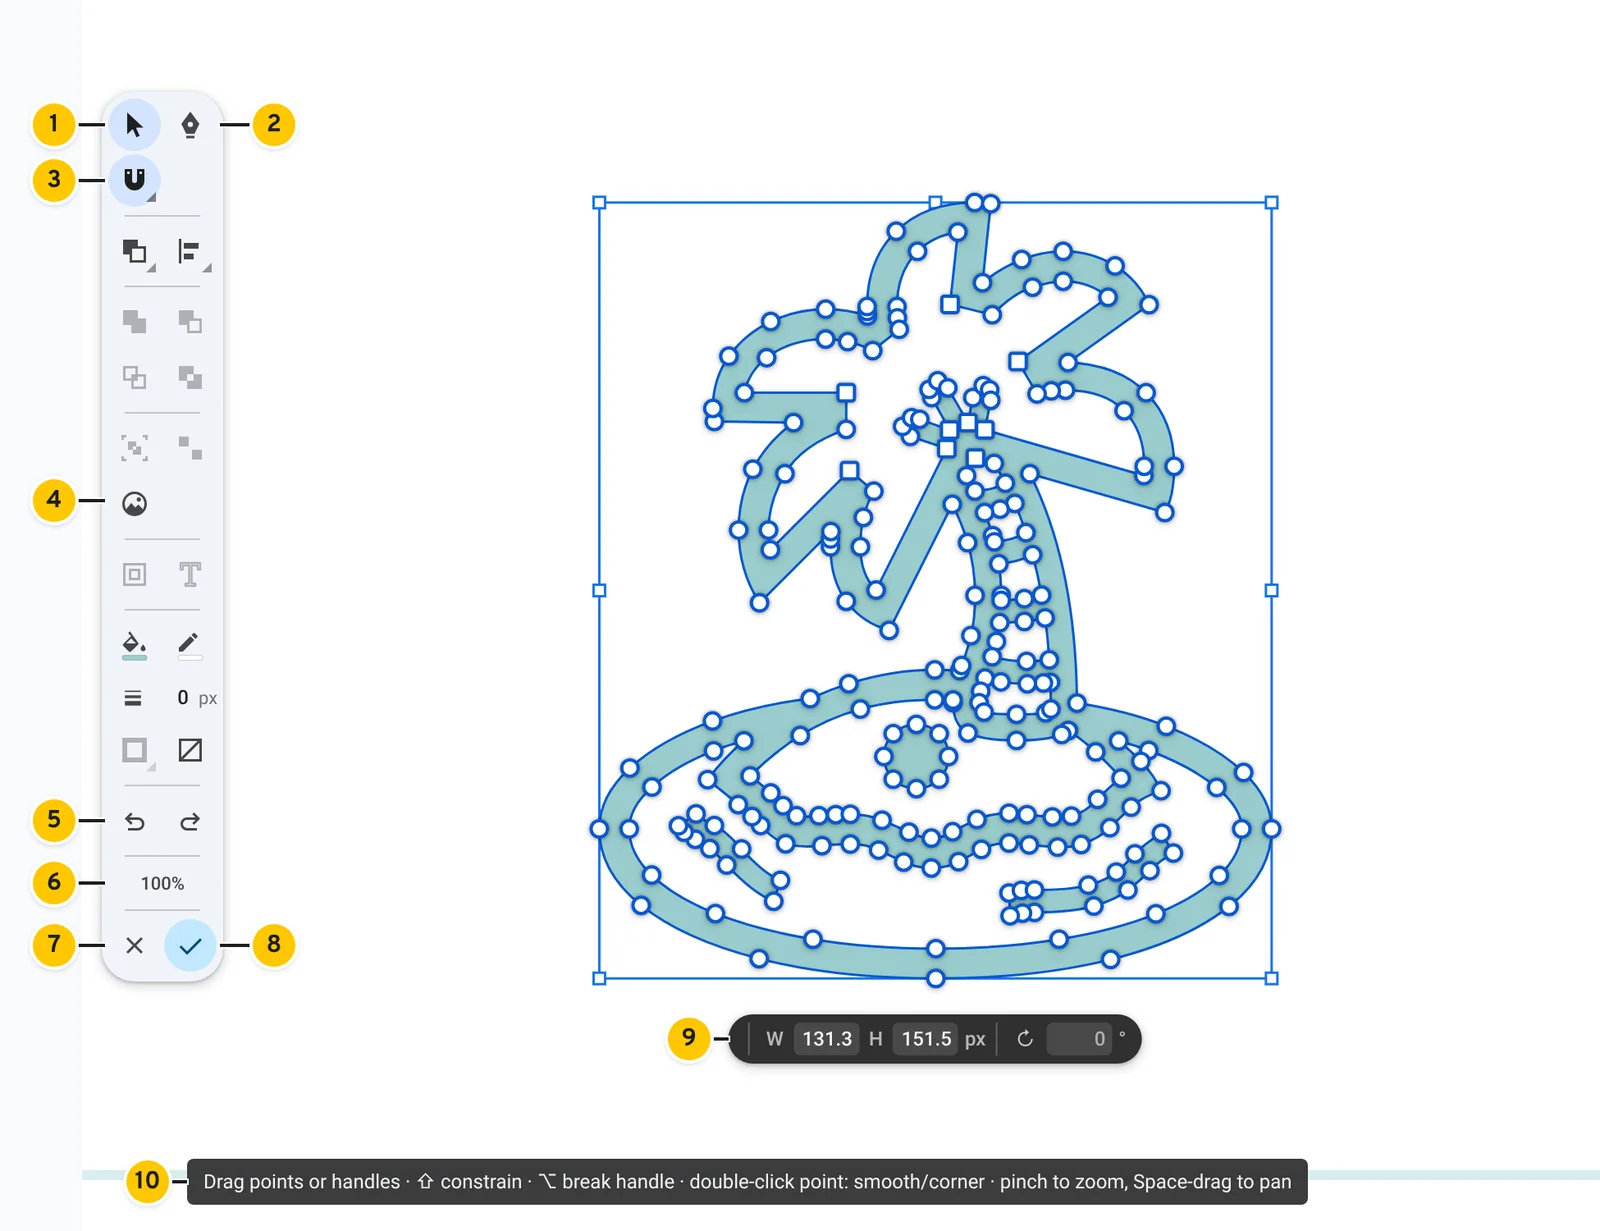 1
2
3
4
T
0 px
5
6
100%
7
8
9
W 131.3 H 151.5 px 0 °
10
Drag points or handles · ⇧ constrain · ⌥ break handle · double-click point: smooth/corner · pinch to zoom, Space-drag to pan